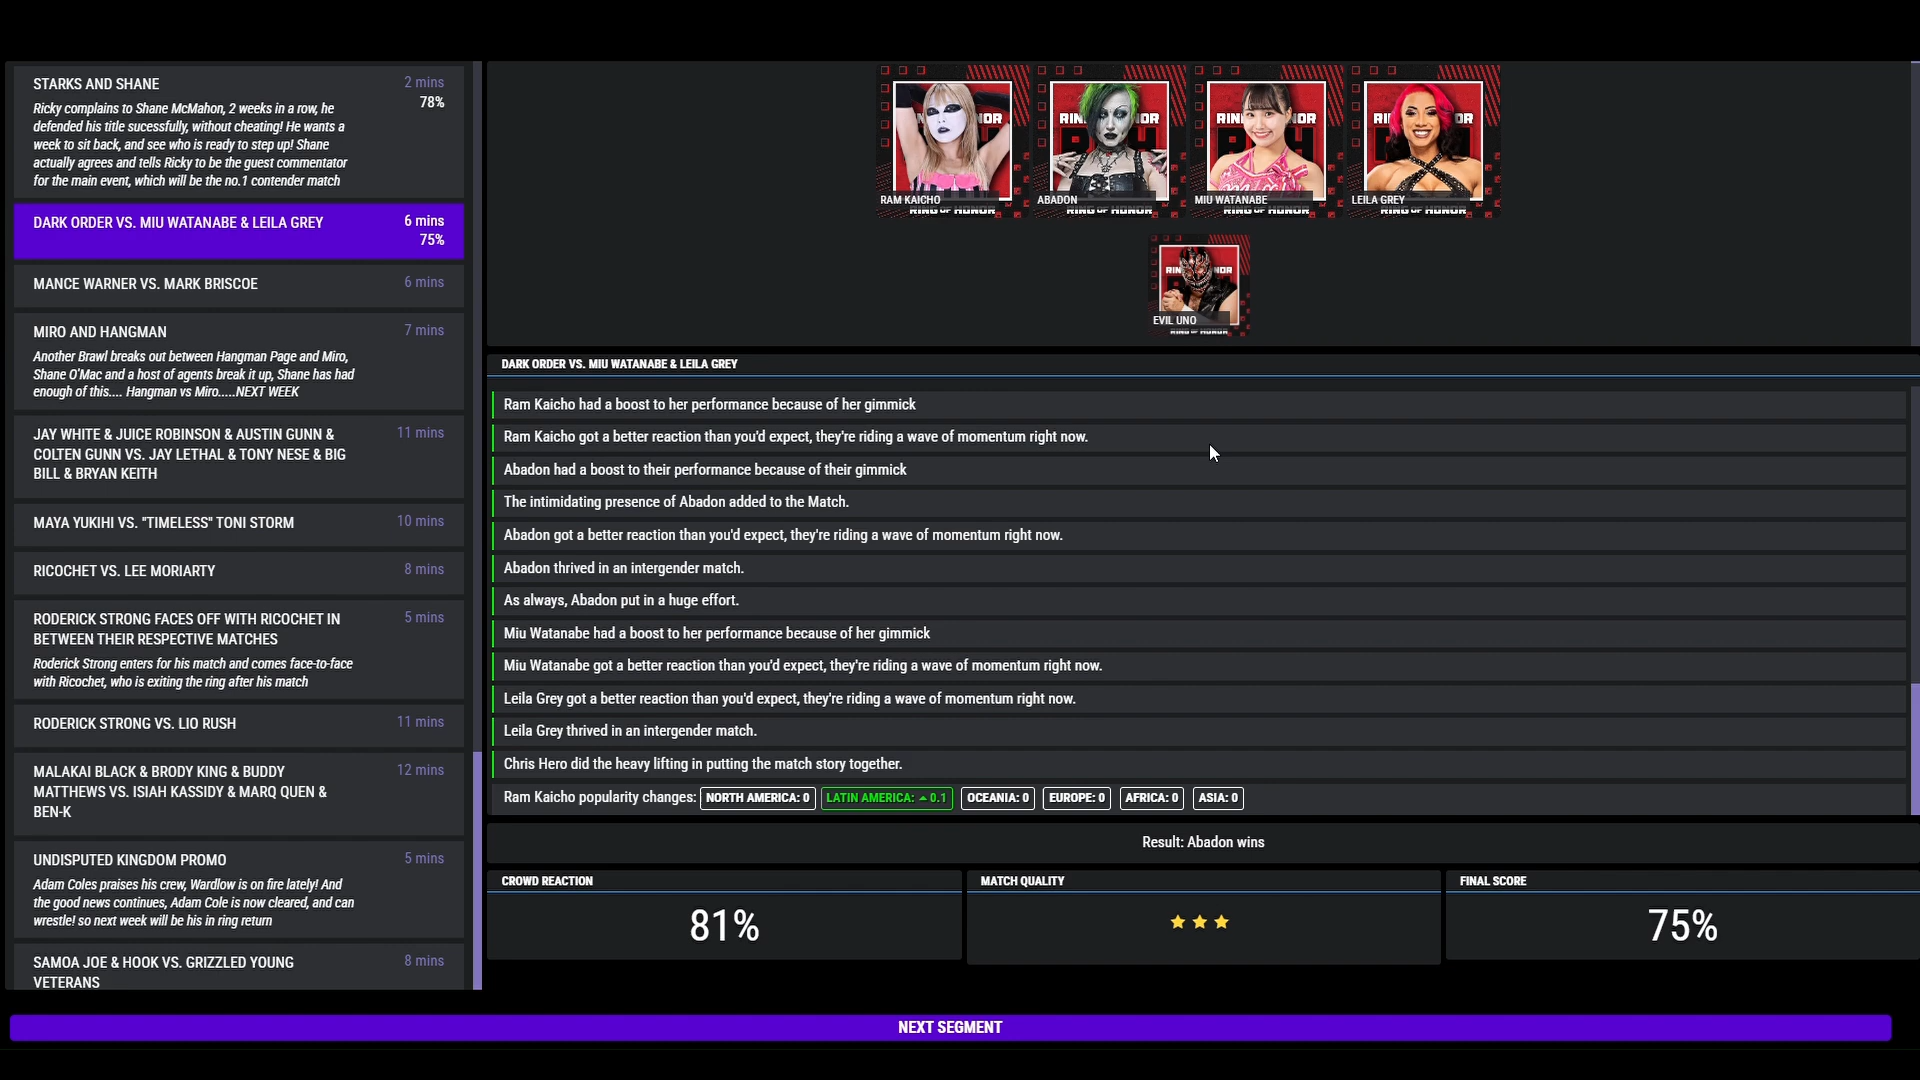 STARKS AND SHANE
2 mins
78%
Ricky complains to Shane McMahon, 2 weeks in a row, he
defended his title sucessfully, without cheating! He wants a
week to sit back, and see who is ready to step up! Shane
actually agrees and tells Ricky to be the guest commentator
for the main event, which will be the no.1 contender match
DARK ORDER VS. MIU WATANABE & LEILA GREY
6 mins
75%
MANCE WARNER VS. MARK BRISCOE
6 mins
MIRO AND HANGMAN
7 mins
Another Brawl breaks out between Hangman Page and Miro,
Shane O'Mac and a host of agents break it up, Shane has had
enough of this.... Hangman vs Miro.....NEXT WEEK
JAY WHITE & JUICE ROBINSON & AUSTIN GUNN &
COLTEN GUNN VS. JAY LETHAL & TONY NESE & BIG
BILL & BRYAN KEITH
11 mins
MAYA YUKIHI VS. "TIMELESS" TONI STORM
10 mins
RICOCHET VS. LEE MORIARTY
8 mins
RODERICK STRONG FACES OFF WITH RICOCHET IN
BETWEEN THEIR RESPECTIVE MATCHES
5 mins
Roderick Strong enters for his match and comes face-to-face
with Ricochet, who is exiting the ring after his match
RODERICK STRONG VS. LIO RUSH
11 mins
MALAKAI BLACK & BRODY KING & BUDDY
MATTHEWS VS. ISIAH KASSIDY & MARQ QUEN &
BEN-K
12 mins
UNDISPUTED KINGDOM PROMO
5 mins
Adam Coles praises his crew, Wardlow is on fire lately! And
the good news continues, Adam Cole is now cleared, and can
wrestle! so next week will be his in ring return
SAMOA JOE & HOOK VS. GRIZZLED YOUNG
VETERANS
8 mins
RAM KAICHO
ABADON
MIU WATANABE
LEILA GREY
EVIL UNO
DARK ORDER VS. MIU WATANABE & LEILA GREY
Ram Kaicho had a boost to her performance because of her gimmick
Ram Kaicho got a better reaction than you'd expect, they're riding a wave of momentum right now.
Abadon had a boost to their performance because of their gimmick
The intimidating presence of Abadon added to the Match.
Abadon got a better reaction than you'd expect, they're riding a wave of momentum right now.
Abadon thrived in an intergender match.
As always, Abadon put in a huge effort.
Miu Watanabe had a boost to her performance because of her gimmick
Miu Watanabe got a better reaction than you'd expect, they're riding a wave of momentum right now.
Leila Grey got a better reaction than you'd expect, they're riding a wave of momentum right now.
Leila Grey thrived in an intergender match.
Chris Hero did the heavy lifting in putting the match story together.
Ram Kaicho popularity changes: NORTH AMERICA: 0 LATIN AMERICA: 0.1 OCEANIA: 0 EUROPE: 0 AFRICA: 0 ASIA: 0
Result: Abadon wins
CROWD REACTION
81%
MATCH QUALITY
FINAL SCORE
75%
NEXT SEGMENT